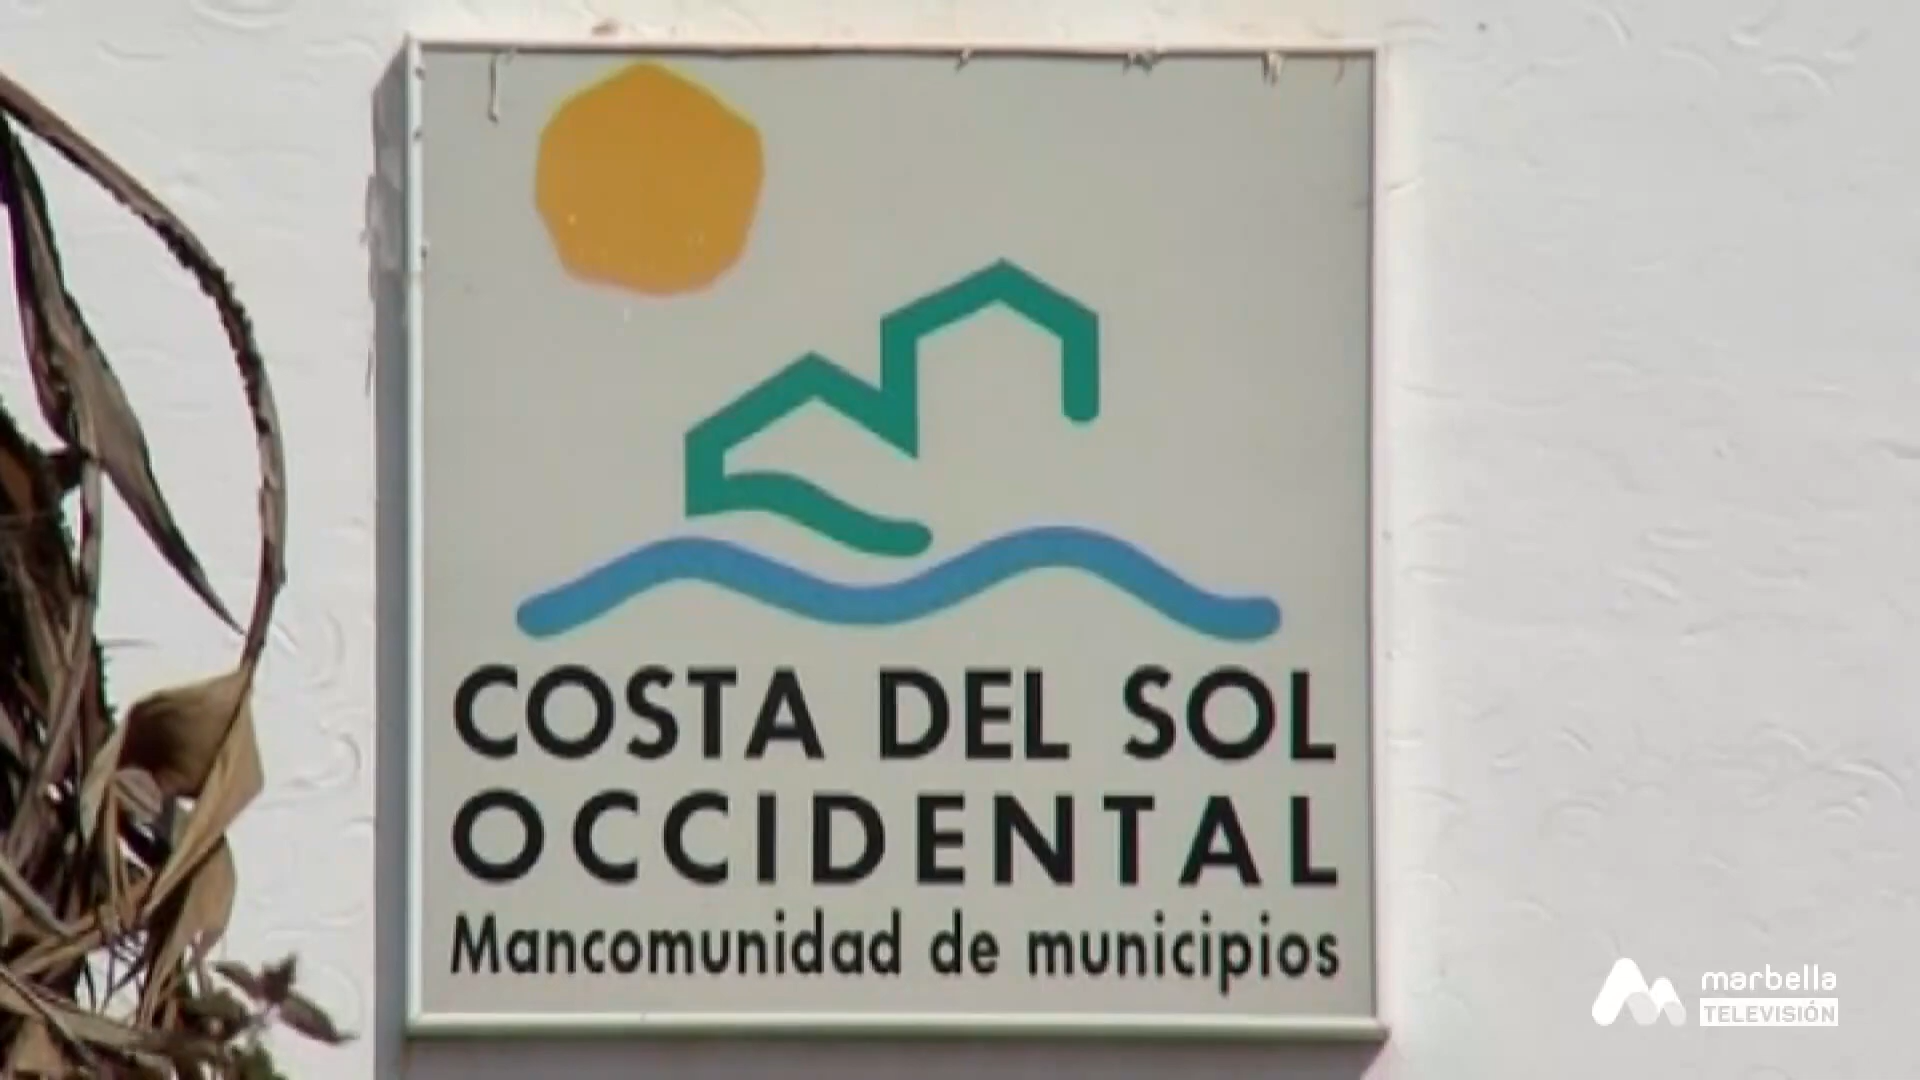 COSTA DEL SOL
OCCIDENTAL
Mancomunidad de municipios
marbella
TELEVISIÓN